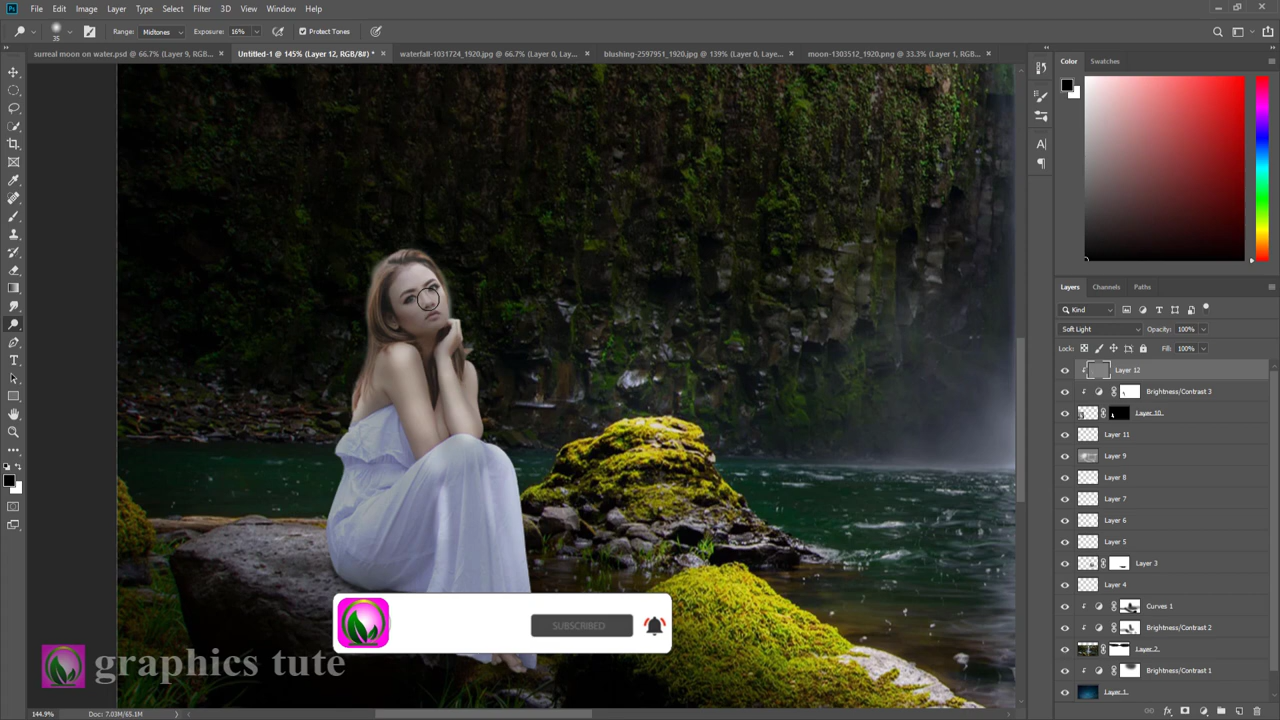 Ps File Edit Image Layer Type Select Filter 3D View Window Help
35 Range: Midtones Exposure: 16% Protect Tones
surreal moon on water.psd @ 66.7% (Layer 9, RGB... × Untitled-1 @ 145% (Layer 12, RGB/8#) * × waterfall-1031724_1920.jpg @ 66.7% (Layer 0, Lay... × blushing-2597951_1920.jpg @ 139% (Layer 0, Laye... × moon-1303512_1920.png @ 33.3% (Layer 1, RGB... ×
Color Swatches
Layers Channels Paths
Kind
Soft Light Opacity: 100%
Lock: Fill: 100%
Layer 12
Brightness/Contrast 3
Layer 10
Layer 11
Layer 9
Layer 8
Layer 7
Layer 6
Layer 5
Layer 3
Layer 4
Curves 1
Brightness/Contrast 2
Layer 2
Brightness/Contrast 1
Layer 1
SUBSCRIBED
graphics tute
144.9% Doc: 7.03M/65.1M